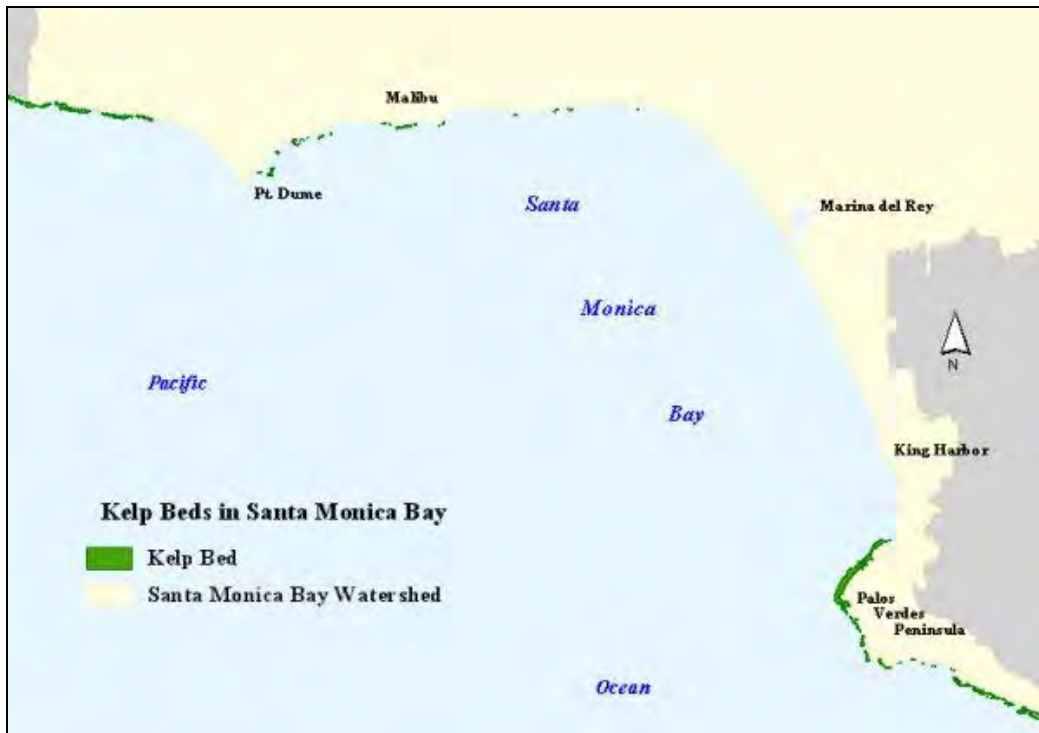 Malibu
Pt. Dume
Santa
Marina del Rey
Monica
N
Pacific
Bay
King Harbor
Kelp Beds in Santa Monica Bay
Kelp Bed
Santa Monica Bay Watershed
Palos
Verdes
Peninsula
Ocean